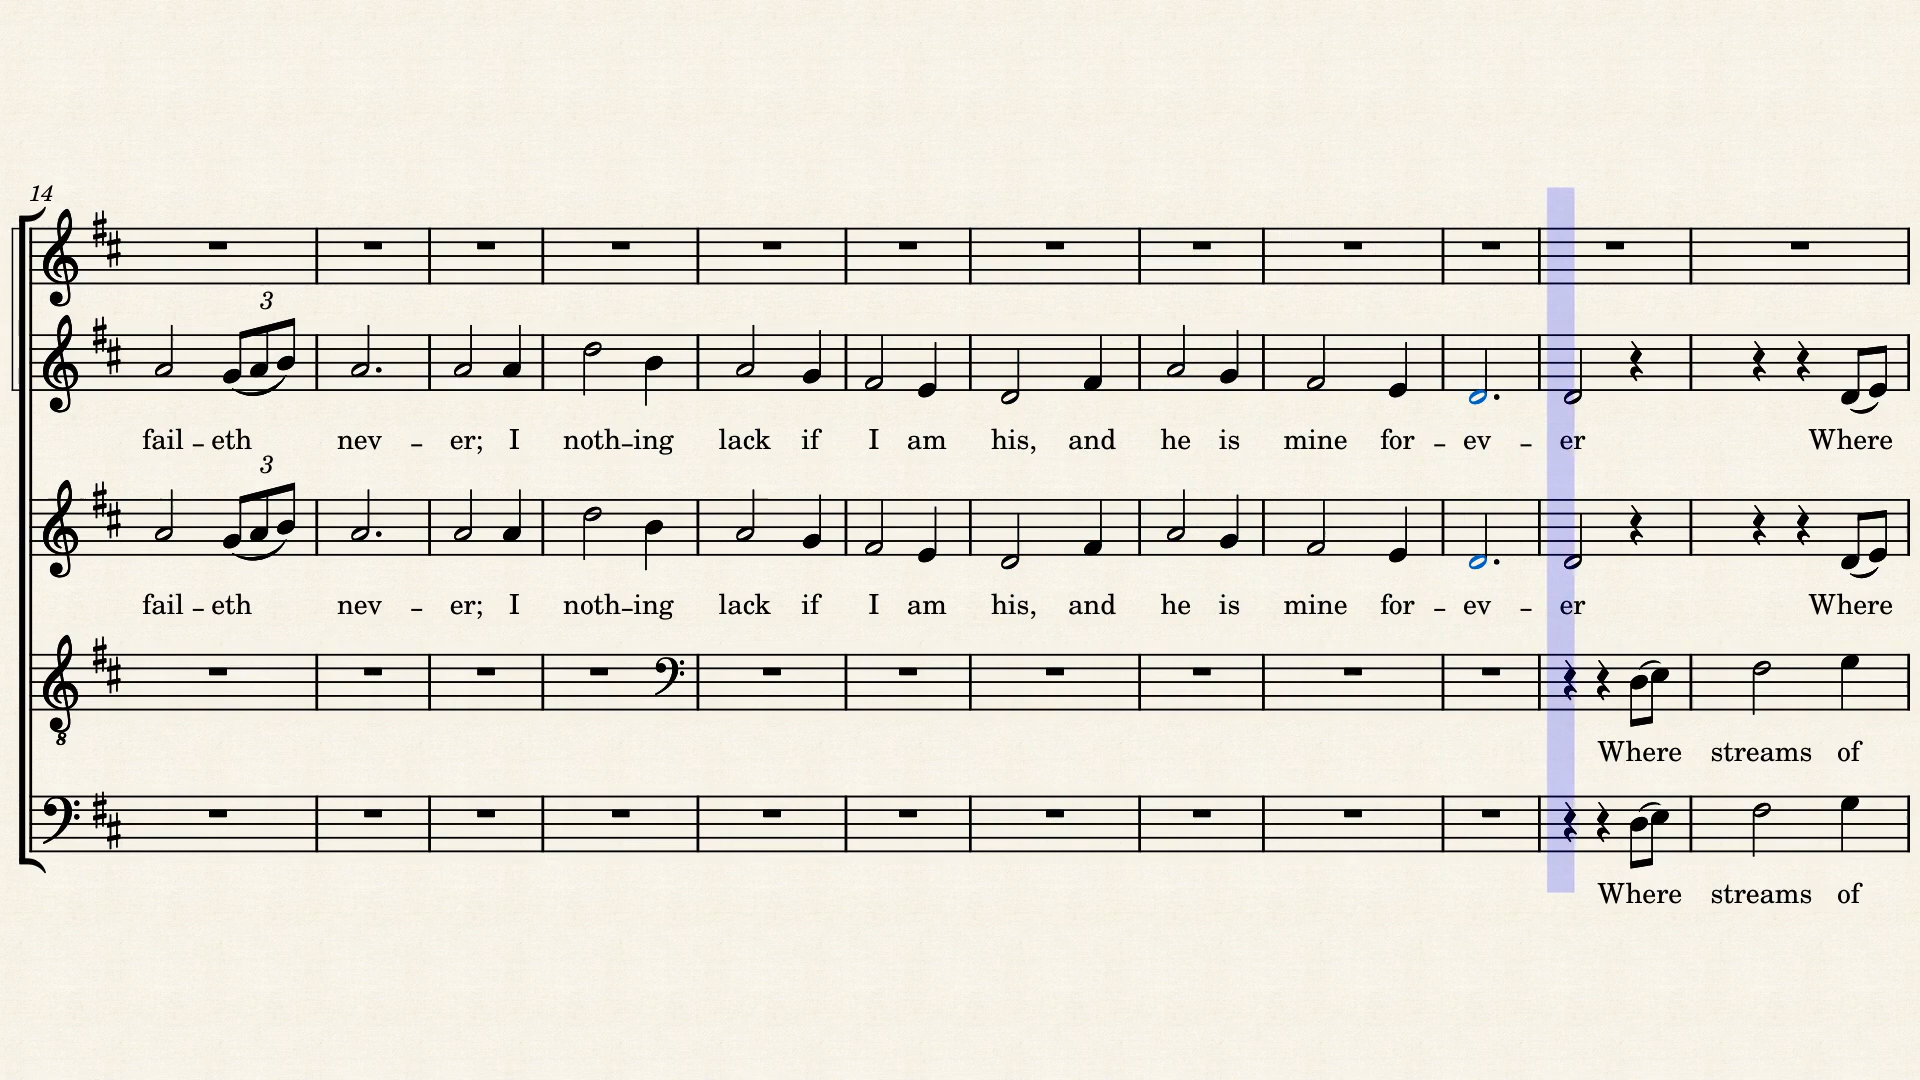 14
3
fail – eth nev – er; I noth–ing lack if I am his, and he is mine for – ev – er Where
3
fail – eth nev – er; I noth–ing lack if I am his, and he is mine for – ev – er Where
8
Where streams of
Where streams of